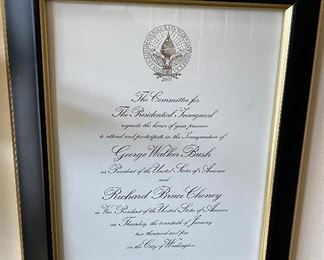 2005
The Committee for
The Presidential Inaugural
requests the honor of your presence
to attend and participate in the Inauguration of
George Walker Bush
as President of the United States of America
and
Richard Bruce Cheney
as Vice President of the United States of America
on Thursday, the twentieth of January
two thousand and five
in the City of Washington